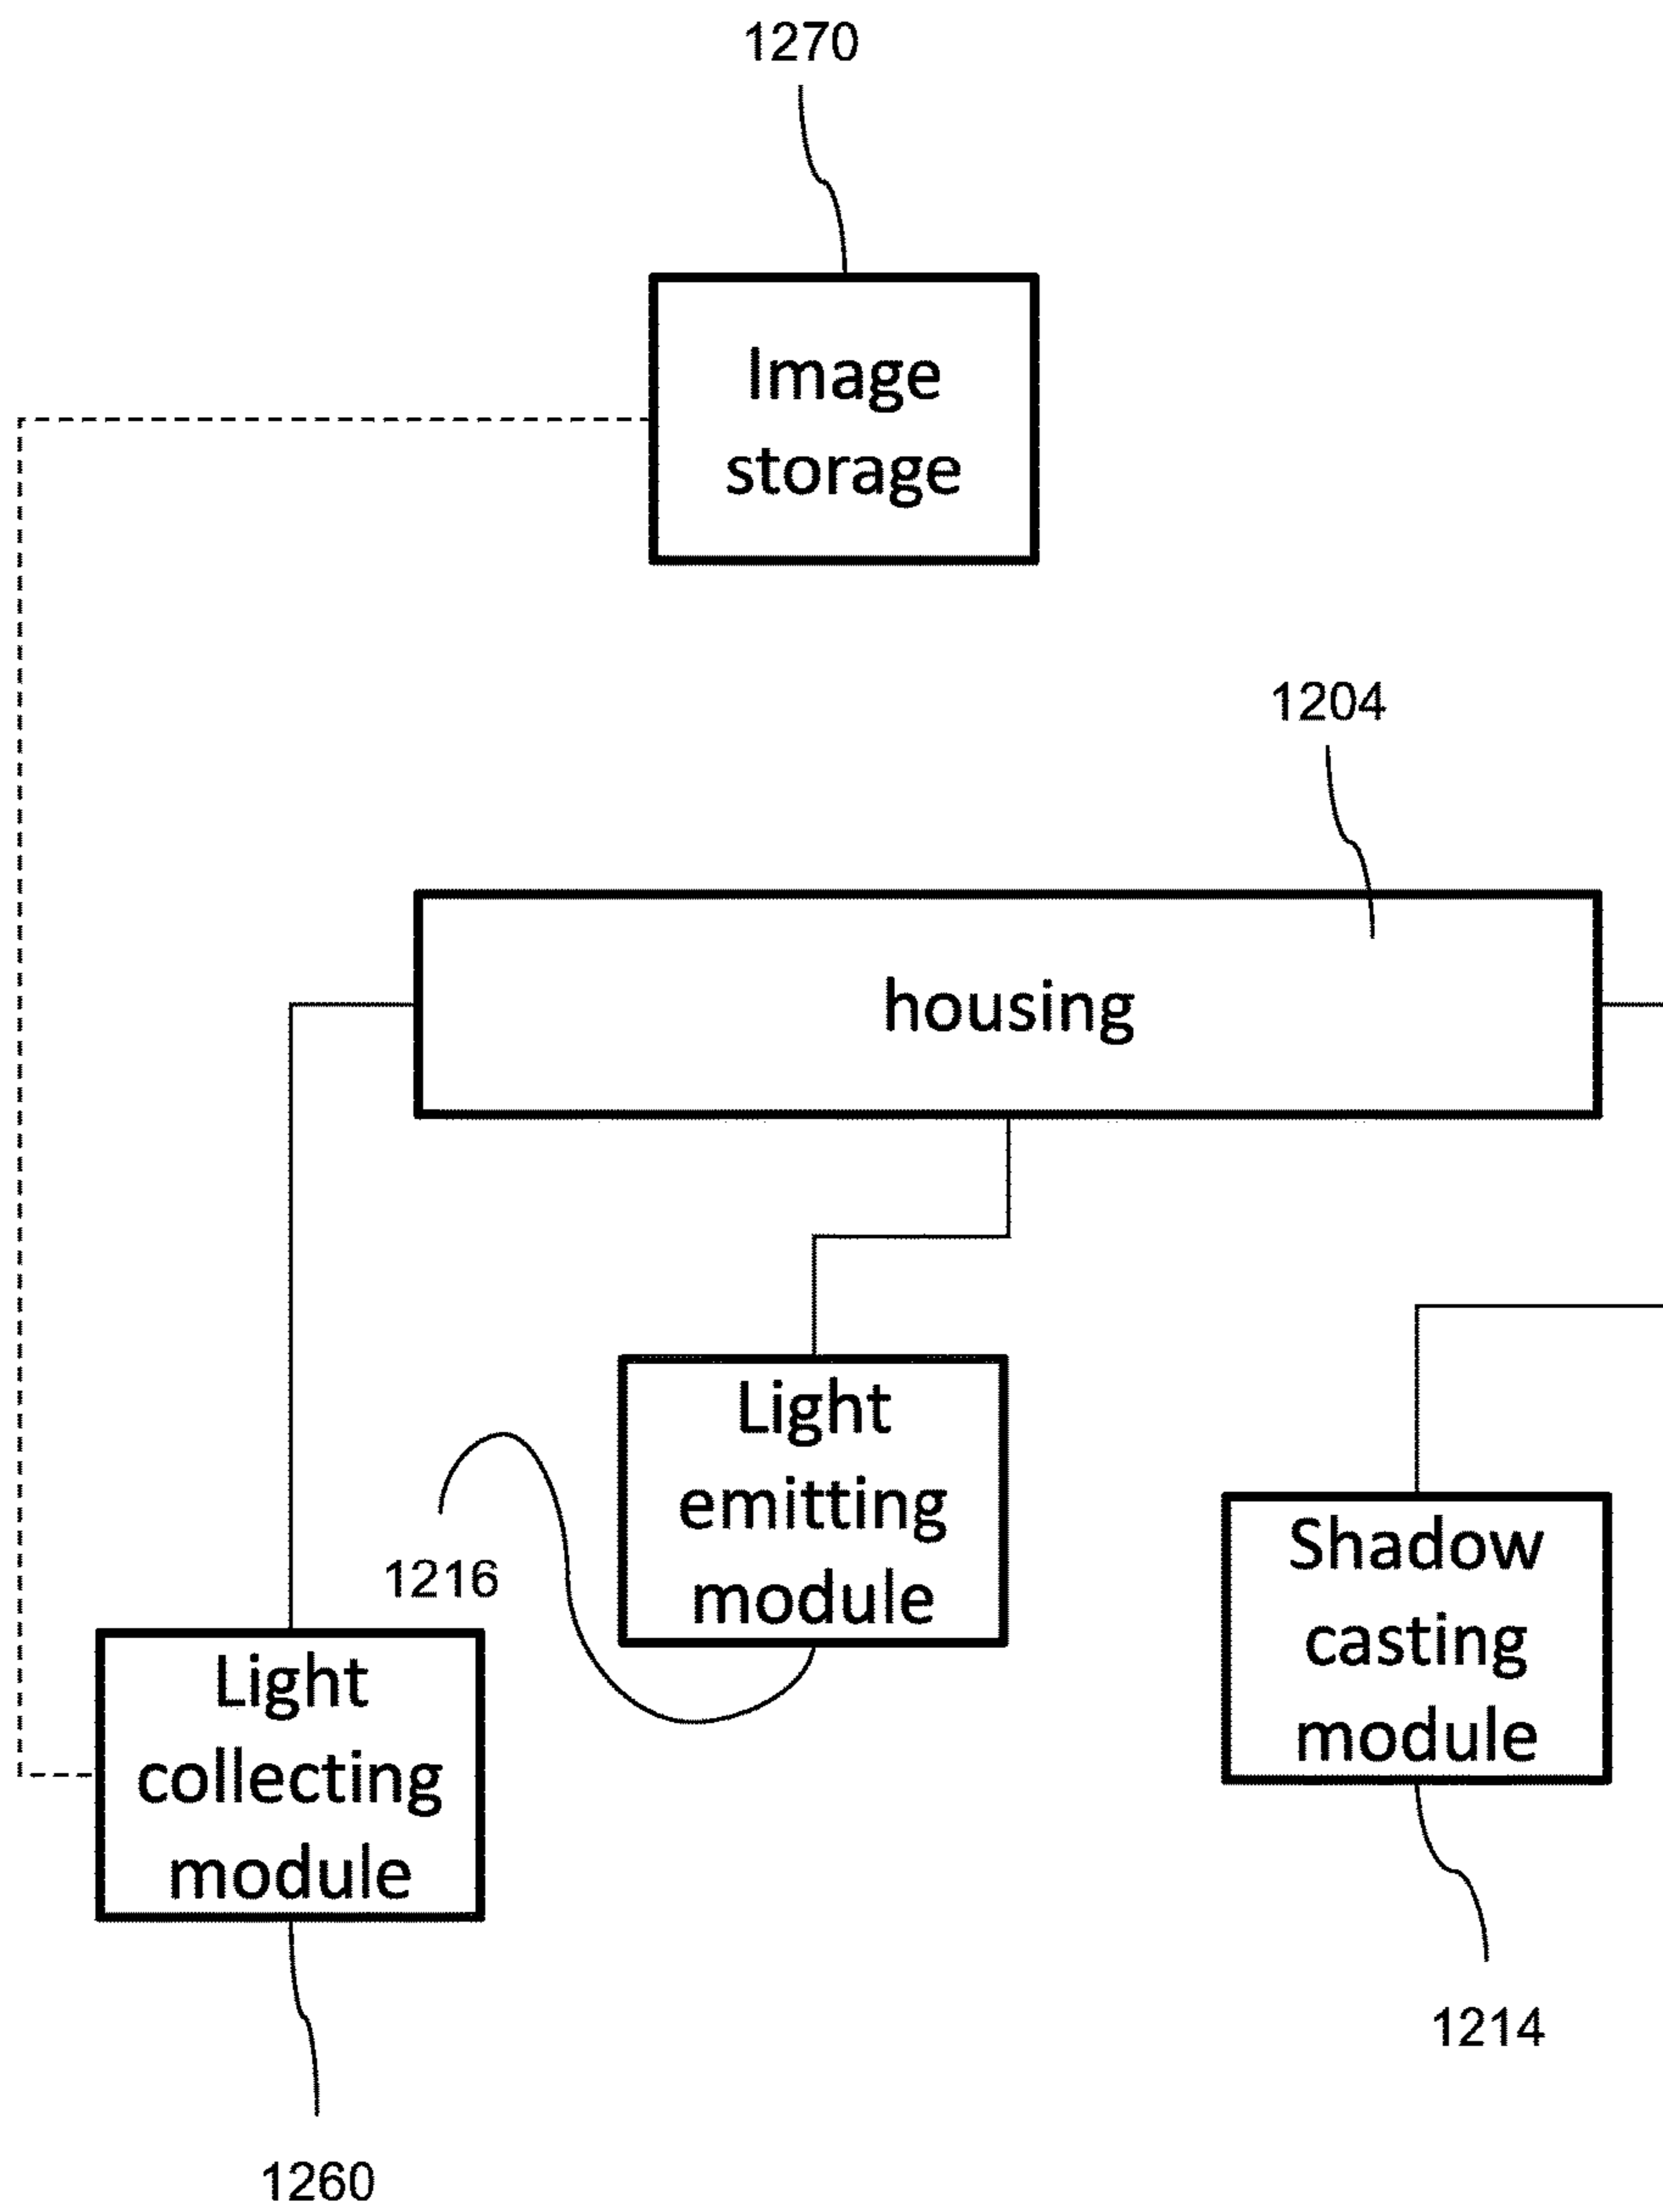 1270
Image
storage
1204
housing
Light
emitting
module
1216
Shadow
casting
module
Light
collecting
module
1214
1260